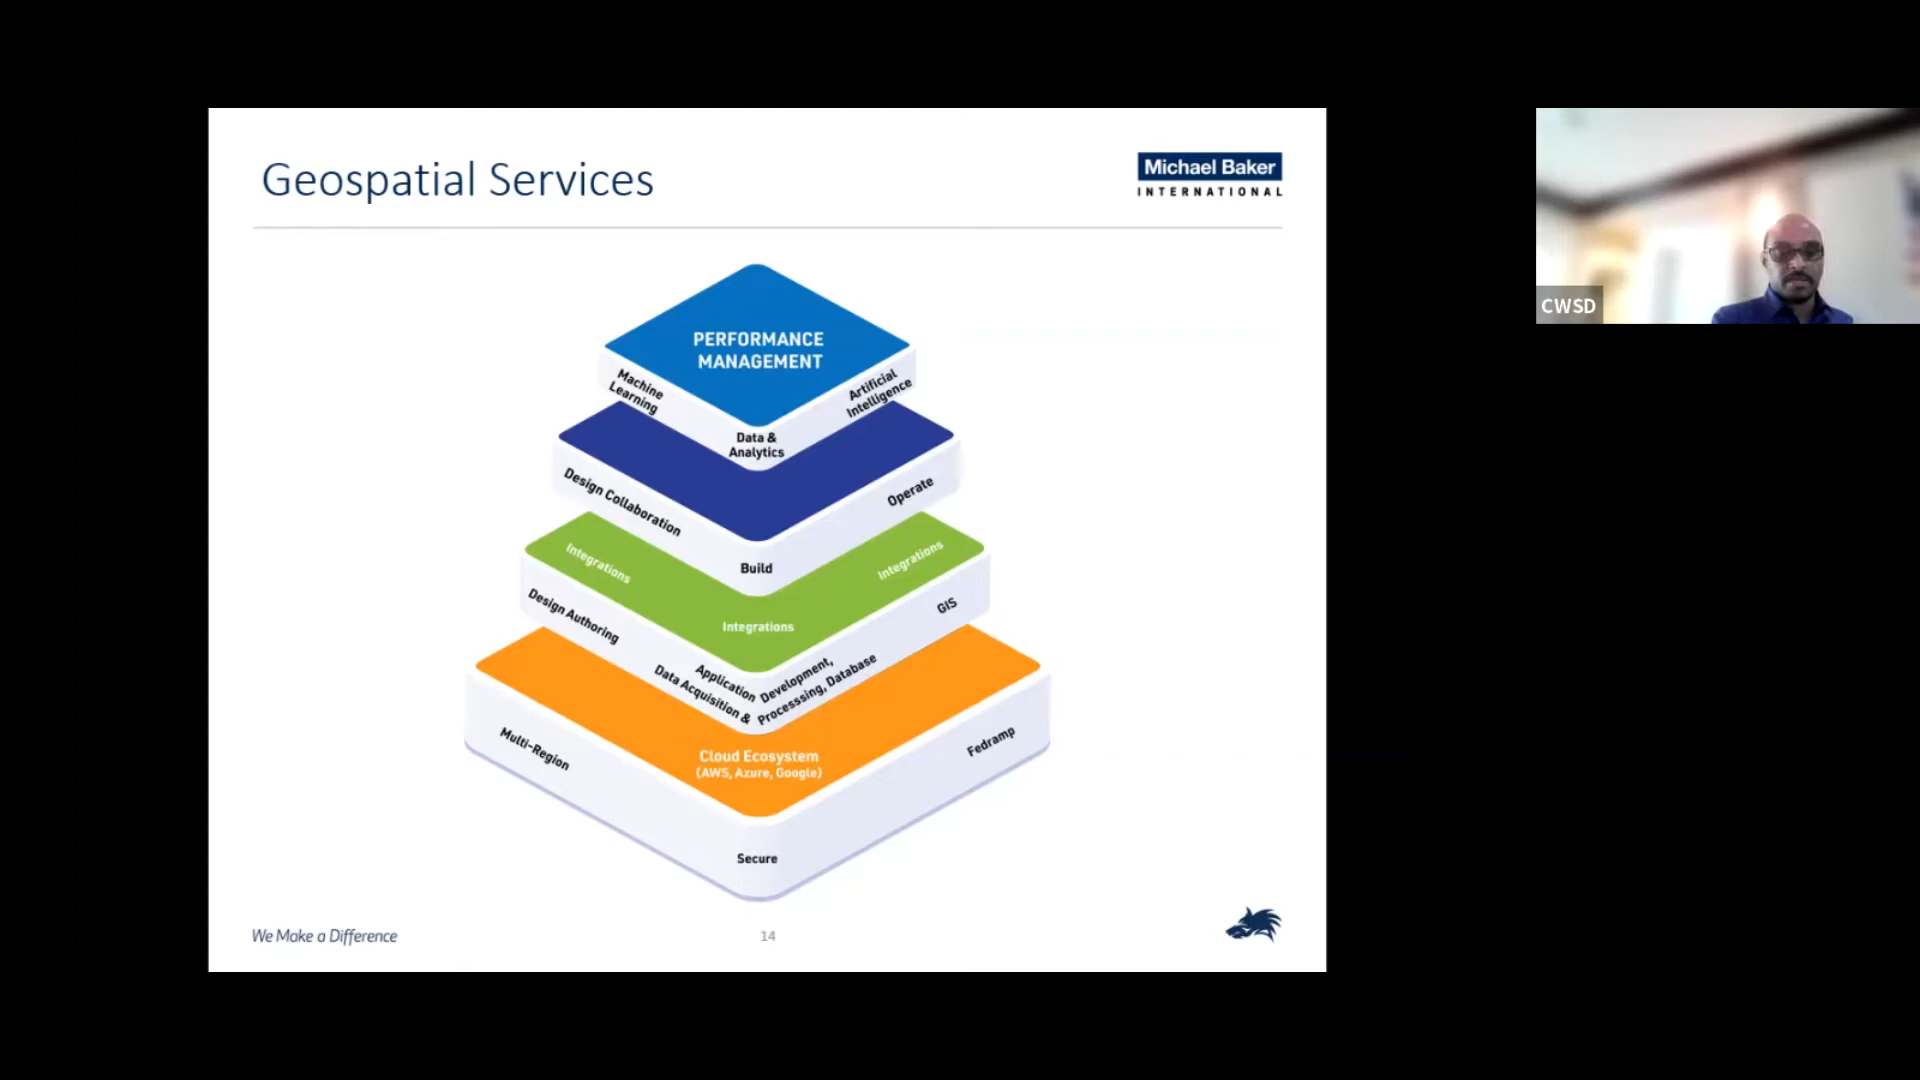 Geospatial Services
Michael Baker
INTERNATIONAL
PERFORMANCE
MANAGEMENT
Machine
Learning
Data &
Analytics
Artificial
Intelligence
Design Collaboration
Build
Operate
Integrations
Integrations
Integrations
Design Authoring
Application Development,
Data Acquisition & Processsing, Database
GIS
Cloud Ecosystem
(AWS, Azure, Google)
Multi-Region
Secure
Fedramp
We Make a Difference
14
CWSD